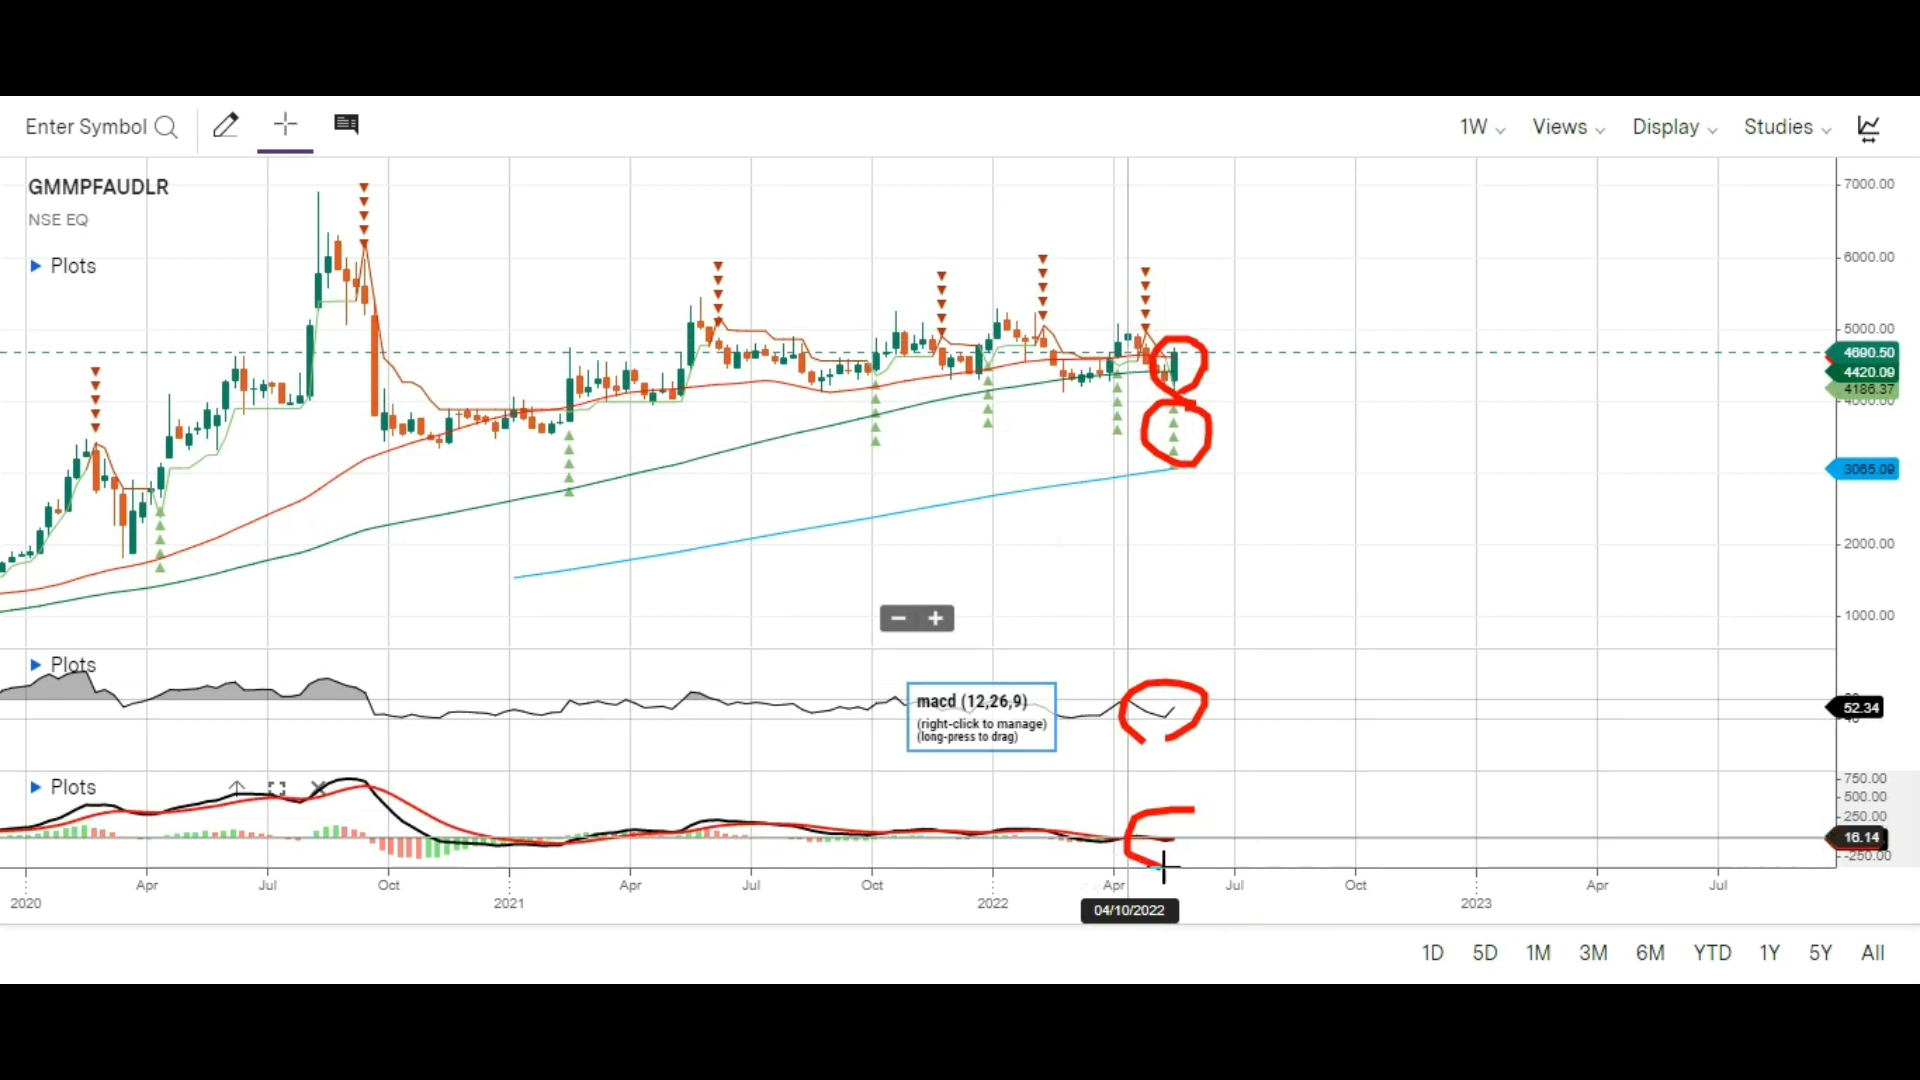 Enter Symbol
1W Views Display Studies
GMMPFAUDLR
NSE EQ
Plots
7000.00
6000.00
5000.00
4690.50
4420.09
4186.37
4000.00
3065.09
2000.00
1000.00
Plots
macd (12,26,9)
(right-click to manage)
(long-press to drag)
52.34
Plots
750.00
500.00
250.00
16.14
-250.00
Apr Jul Oct Apr Jul Oct Apr Jul Oct Apr Jul
2020 2021 2022 2023
04/10/2022
1D 5D 1M 3M 6M YTD 1Y 5Y All